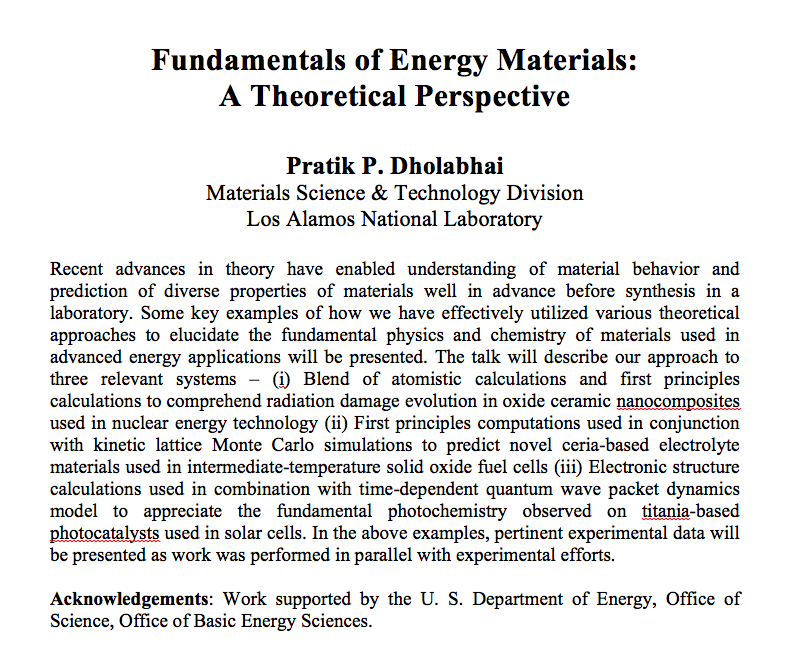 Fundamentals of Energy Materials:
A Theoretical Perspective
Pratik P. Dholabhai
Materials Science & Technology Division
Los Alamos National Laboratory
Recent advances in theory have enabled understanding of material behavior and
prediction of diverse properties of materials well in advance before synthesis in a
laboratory. Some key examples of how we have effectively utilized various theoretical
approaches to elucidate the fundamental physics and chemistry of materials used in
advanced energy applications will be presented. The talk will describe our approach to
three relevant systems – (i) Blend of atomistic calculations and first principles
calculations to comprehend radiation damage evolution in oxide ceramic nanocomposites
used in nuclear energy technology (ii) First principles computations used in conjunction
with kinetic lattice Monte Carlo simulations to predict novel ceria-based electrolyte
materials used in intermediate-temperature solid oxide fuel cells (iii) Electronic structure
calculations used in combination with time-dependent quantum wave packet dynamics
model to appreciate the fundamental photochemistry observed on titania-based
photocatalysts used in solar cells. In the above examples, pertinent experimental data will
be presented as work was performed in parallel with experimental efforts.
Acknowledgements: Work supported by the U. S. Department of Energy, Office of
Science, Office of Basic Energy Sciences.